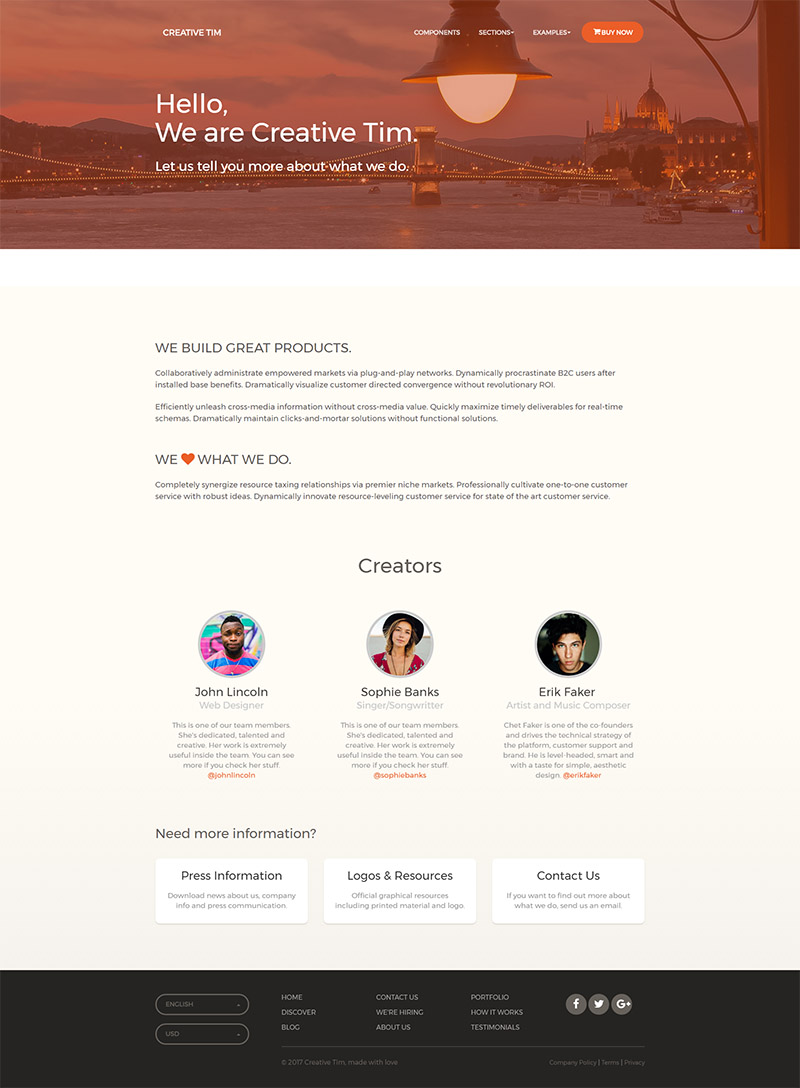 CREATIVE TIM
COMPONENTS
SECTIONS
EXAMPLES
BUY NOW
Hello,
We are Creative Tim.
Let us tell you more about what we do.
WE BUILD GREAT PRODUCTS.
Collaboratively administrate empowered markets via plug-and-play networks. Dynamically procrastinate B2C users after
installed base benefits. Dramatically visualize customer directed convergence without revolutionary ROI.
Efficiently unleash cross-media information without cross-media value. Quickly maximize timely deliverables for real-time
schemas. Dramatically maintain clicks-and-mortar solutions without functional solutions.
WE ❤ WHAT WE DO.
Completely synergize resource taxing relationships via premier niche markets. Professionally cultivate one-to-one customer
service with robust ideas. Dynamically innovate resource-leveling customer service for state of the art customer service.
Creators
John Lincoln
Web Designer
This is one of our team members.
She's dedicated, talented and
creative. Her work is extremely
useful inside the team. You can see
more if you check her stuff.
@johnlincoln
Sophie Banks
Singer/Songwritter
This is one of our team members.
She's dedicated, talented and
creative. Her work is extremely
useful inside the team. You can see
more if you check her stuff.
@sophiebanks
Erik Faker
Artist and Music Composer
Chet Faker is one of the co-founders
and drives the technical strategy of
the platform, customer support and
brand. He is level-headed, smart and
with a taste for simple, aesthetic
design. @erikfaker
Need more information?
Press Information
Download news about us, company
info and press communication.
Logos & Resources
Official graphical resources
including printed material and logo.
Contact Us
If you want to find out more about
what we do, send us an email.
ENGLISH
USD
HOME
DISCOVER
BLOG
CONTACT US
WE'RE HIRING
ABOUT US
PORTFOLIO
HOW IT WORKS
TESTIMONIALS
f
G+
© 2017 Creative Tim, made with love
Company Policy | Terms | Privacy